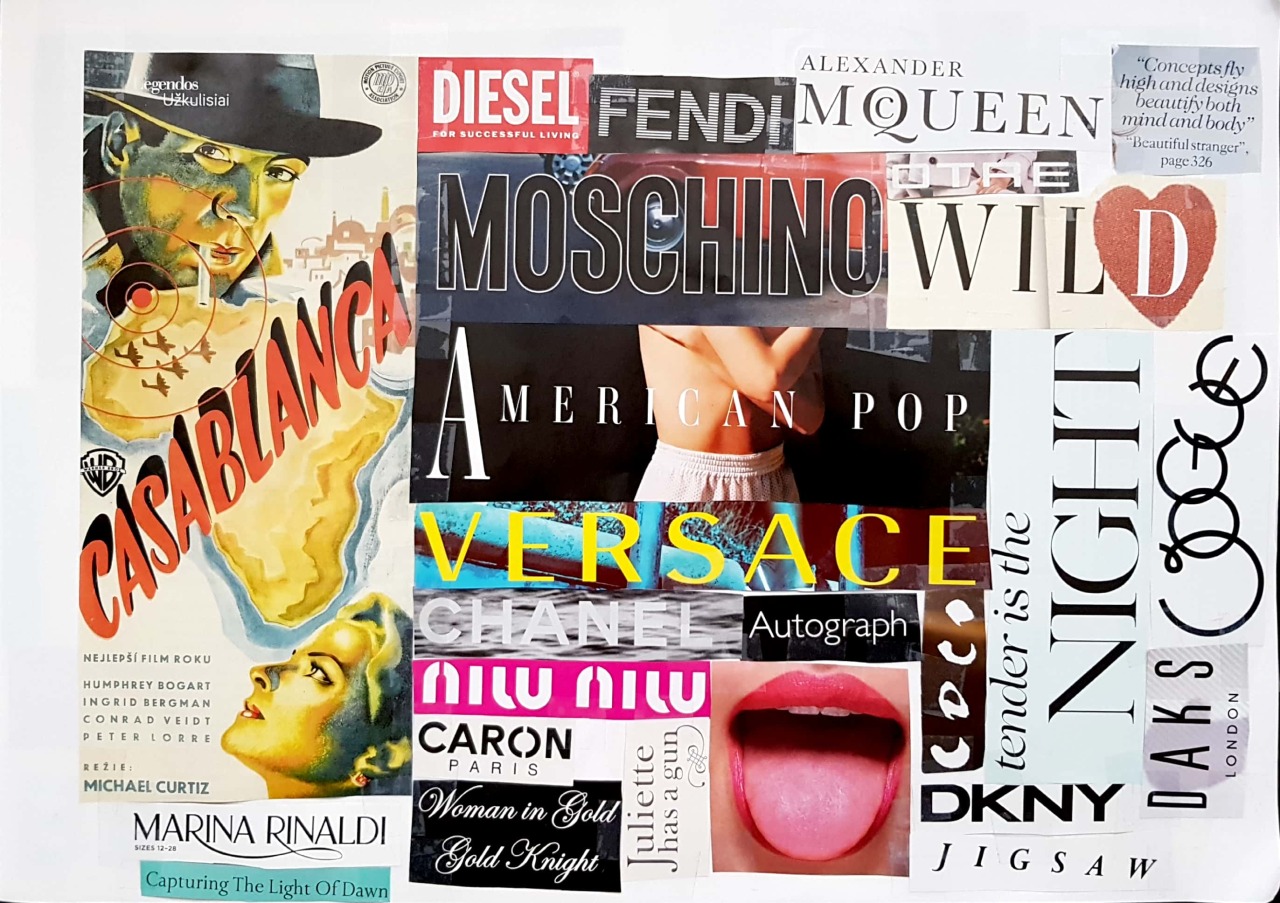 Legendos
Užkulisiai
CASABLANCA
WB
NEJLEPŠÍ FILM ROKU
HUMPHREY BOGART
INGRID BERGMAN
CONRAD VEIDT
PETER LORRE
REŽIE:
MICHAEL CURTIZ
MARINA RINALDI
SIZES 12-28
Capturing The Light Of Dawn
DIESEL
FOR SUCCESSFUL LIVING
FENDI
ALEXANDER
McQUEEN
“Concepts fly
high and designs
beautify both
mind and body”
“Beautiful stranger”,
page 326
MOSCHINO
WILD
AMERICAN POP
VERSACE
CHANEL
Autograph
miu miu
CARON
PARIS
Woman in Gold
Gold Knight
Juliette
has a gun
COCO
tender is the
NIGHT
COOGIE
DAKS
LONDON
DKNY
JIGSAW